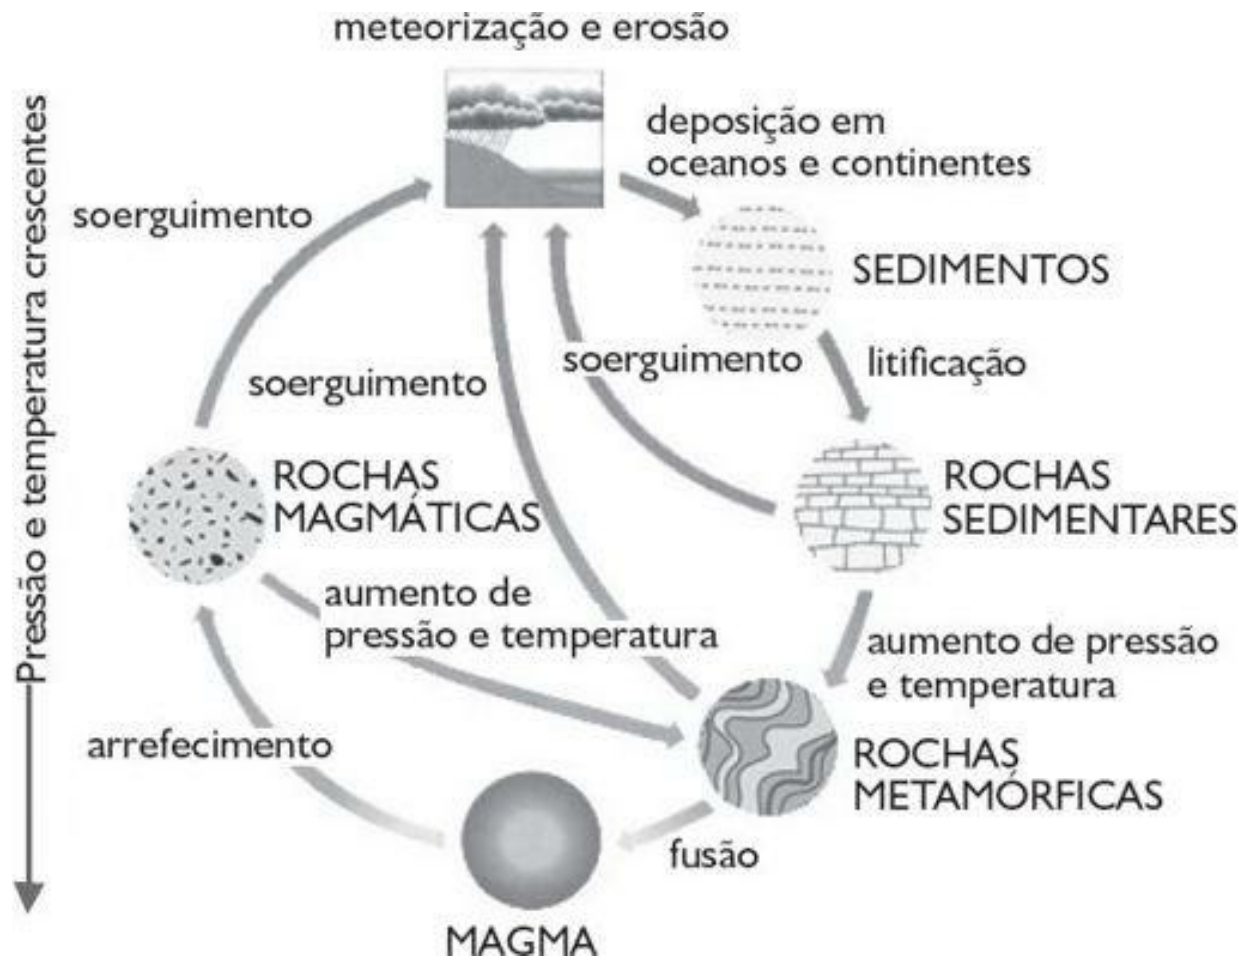 meteorização e erosão
Pressão e temperatura crescentes
deposição em
oceanos e continentes
soerguimento
SEDIMENTOS
soerguimento
soerguimento
litificação
ROCHAS
MAGMÁTICAS
ROCHAS
SEDIMENTARES
aumento de
pressão e temperatura
aumento de pressão
e temperatura
arrefecimento
ROCHAS
METAMÓRFICAS
fusão
MAGMA